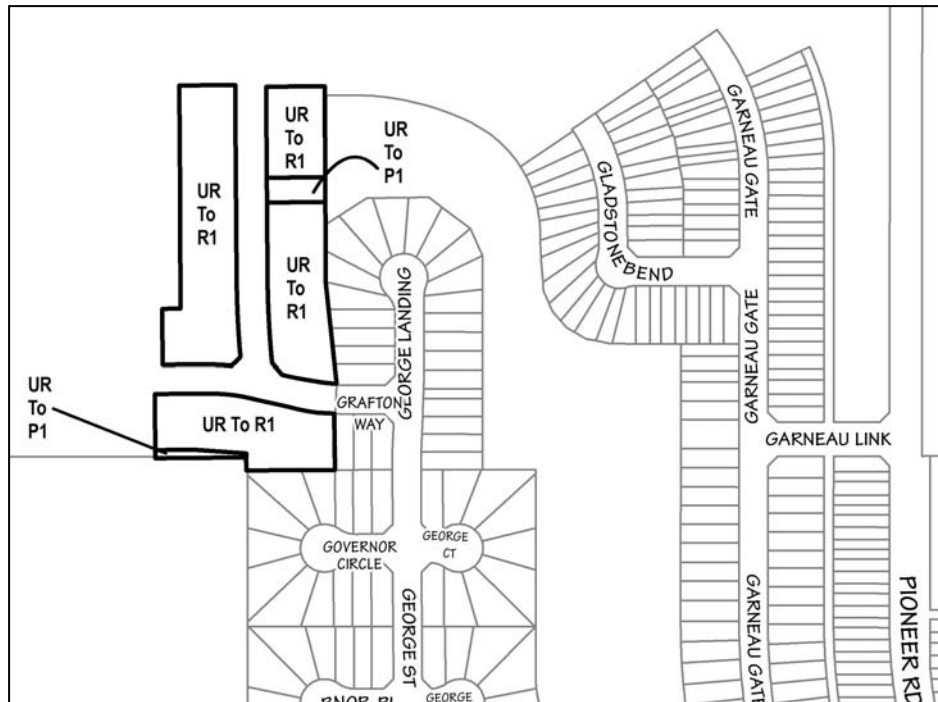 UR
To
R1
UR
To
R1
UR
To
P1
UR
To
R1
UR
To
P1
UR To R1
GRAFTON
WAY
GEORGE LANDING
GLADSTONE BEND
GARNEAU GATE
GARNEAU GATE
GARNEAU LINK
GOVERNOR
CIRCLE
GEORGE
CT
GEORGE ST
GARNEAU GATE
PIONEER RD
GEORGE